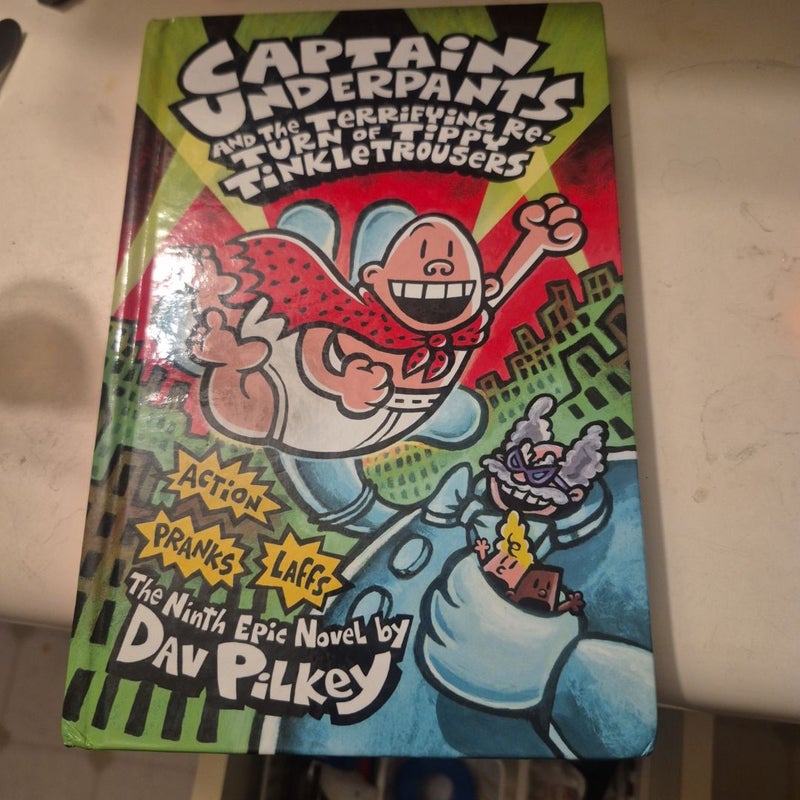 CAPTAIN
UNDERPANTS
AND THE TERRIFYING RE-
TURN OF TIPPY
TINKLETROUSERS
ACTION
PRANKS
LAFFS
The Ninth Epic Novel by
DAV PILKEY